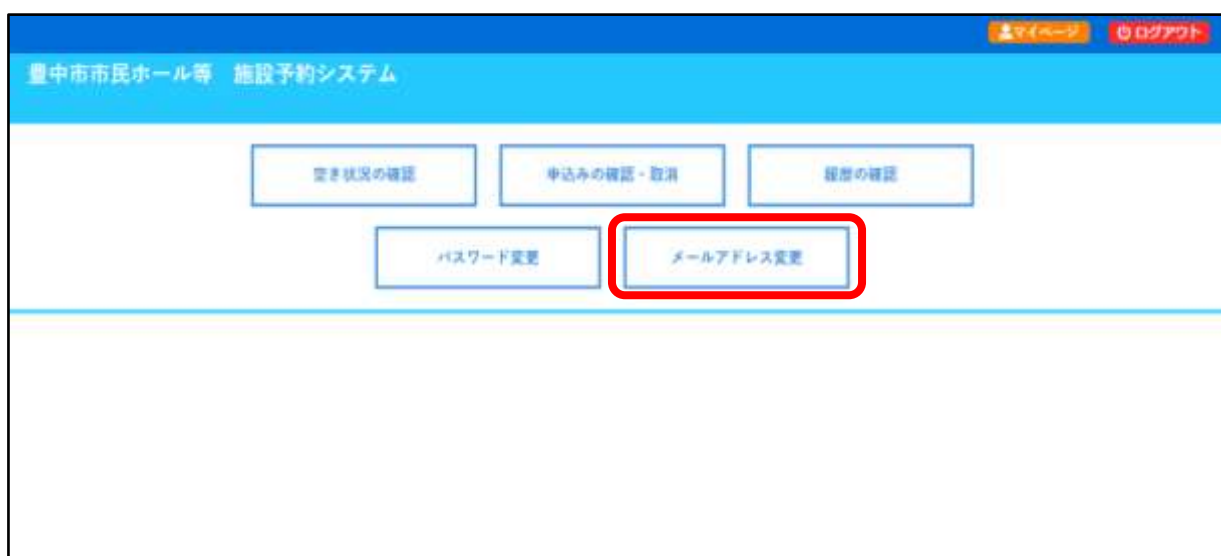 マイページ ログアウト
豊中市市民ホール等 施設予約システム
空き状況の確認 申込みの確認・取消 履歴の確認
パスワード変更 メールアドレス変更